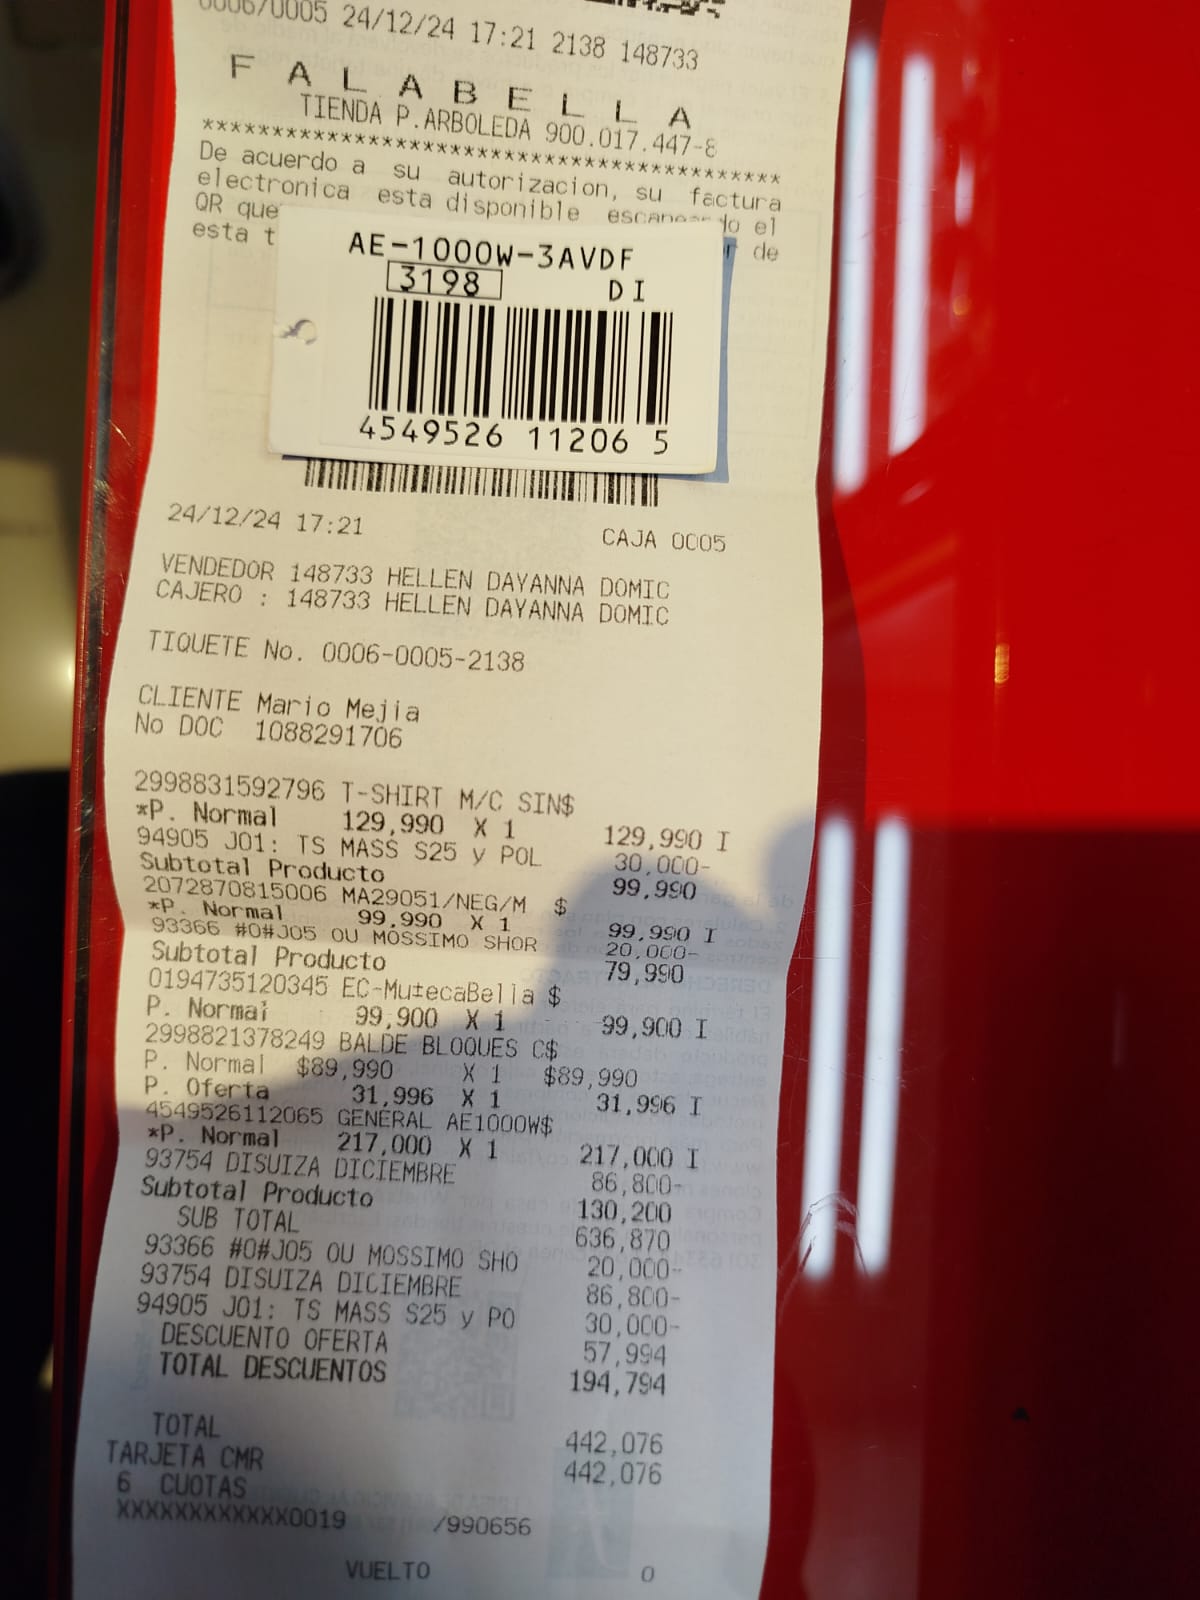 0006/0005 24/12/24 17:21 2138 148733
F A L A B E L L A
TIENDA P.ARBOLEDA 900.017.447-8
*****************************************
De acuerdo a su autorizacion, su factura
electronica esta disponible escaneando el
QR que de
esta
AE-1000W-3AVDF
3198 DI
4549526 11206 5
24/12/24 17:21 CAJA 0005
VENDEDOR 148733 HELLEN DAYANNA DOMIC
CAJERO : 148733 HELLEN DAYANNA DOMIC
TIQUETE No. 0006-0005-2138
CLIENTE Mario Mejia
No DOC 1088291706
2998831592796 T-SHIRT M/C SIN$
*P. Normal 129,990 X 1 129,990 I
94905 J01: TS MASS S25 y POL 30,000-
Subtotal Producto 99,990
2072870815006 MA29051/NEG/M $
*P. Normal 99,990 X 1 99,990 I
93366 #0#J05 OU MOSSIMO SHOR 20,000-
Subtotal Producto 79,990
0194735120345 EC-MutecaBella $
P. Normal 99,900 X 1 99,900 I
2998821378249 BALDE BLOQUES C$
P. Normal $89,990 X 1 $89,990
P. Oferta 31,996 X 1 31,996 I
4549526112065 GENERAL AE1000W$
*P. Normal 217,000 X 1 217,000 I
93754 DISUIZA DICIEMBRE 86,800-
Subtotal Producto 130,200
SUB TOTAL 636,870
93366 #0#J05 OU MOSSIMO SHO 20,000-
93754 DISUIZA DICIEMBRE 86,800-
94905 J01: TS MASS S25 y PO 30,000-
DESCUENTO OFERTA 57,994
TOTAL DESCUENTOS 194,794
TOTAL 442,076
TARJETA CMR 442,076
6 CUOTAS
XXXXXXXXXXXX0019 /990656
VUELTO 0